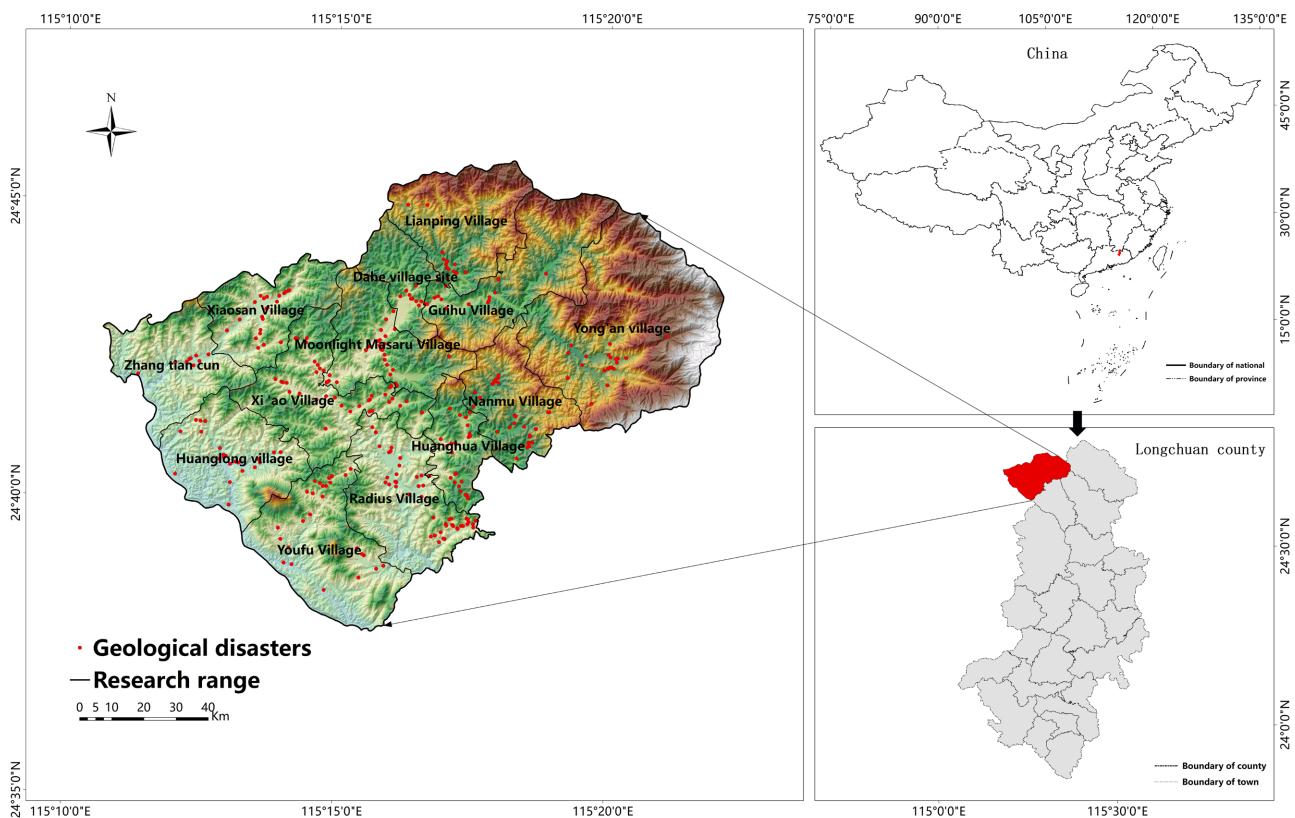 115°10'0"E
115°15'0"E
115°20'0"E
75°0'0"E
90°0'0"E
105°0'0"E
120°0'0"E
135°0'0"E
N
China
45°0'0"N
30°0'0"N
15°0'0"N
24°45'0"N
24°40'0"N
24°35'0"N
Lianping Village
Dahe village site
Xiaosan Village
Guihu Village
Yong'an village
Moonlight Masaru Village
Zhang tian cun
Xi 'ao Village
Nanmu Village
Huanghua Village
Huanglong village
Radius Village
Youfu Village
Boundary of national
Boundary of province
Longchuan county
24°30'0"N
24°0'0"N
Geological disasters
Research range
0 5 10 20 30 40
Km
Boundary of county
Boundary of town
115°10'0"E
115°15'0"E
115°20'0"E
115°0'0"E
115°30'0"E